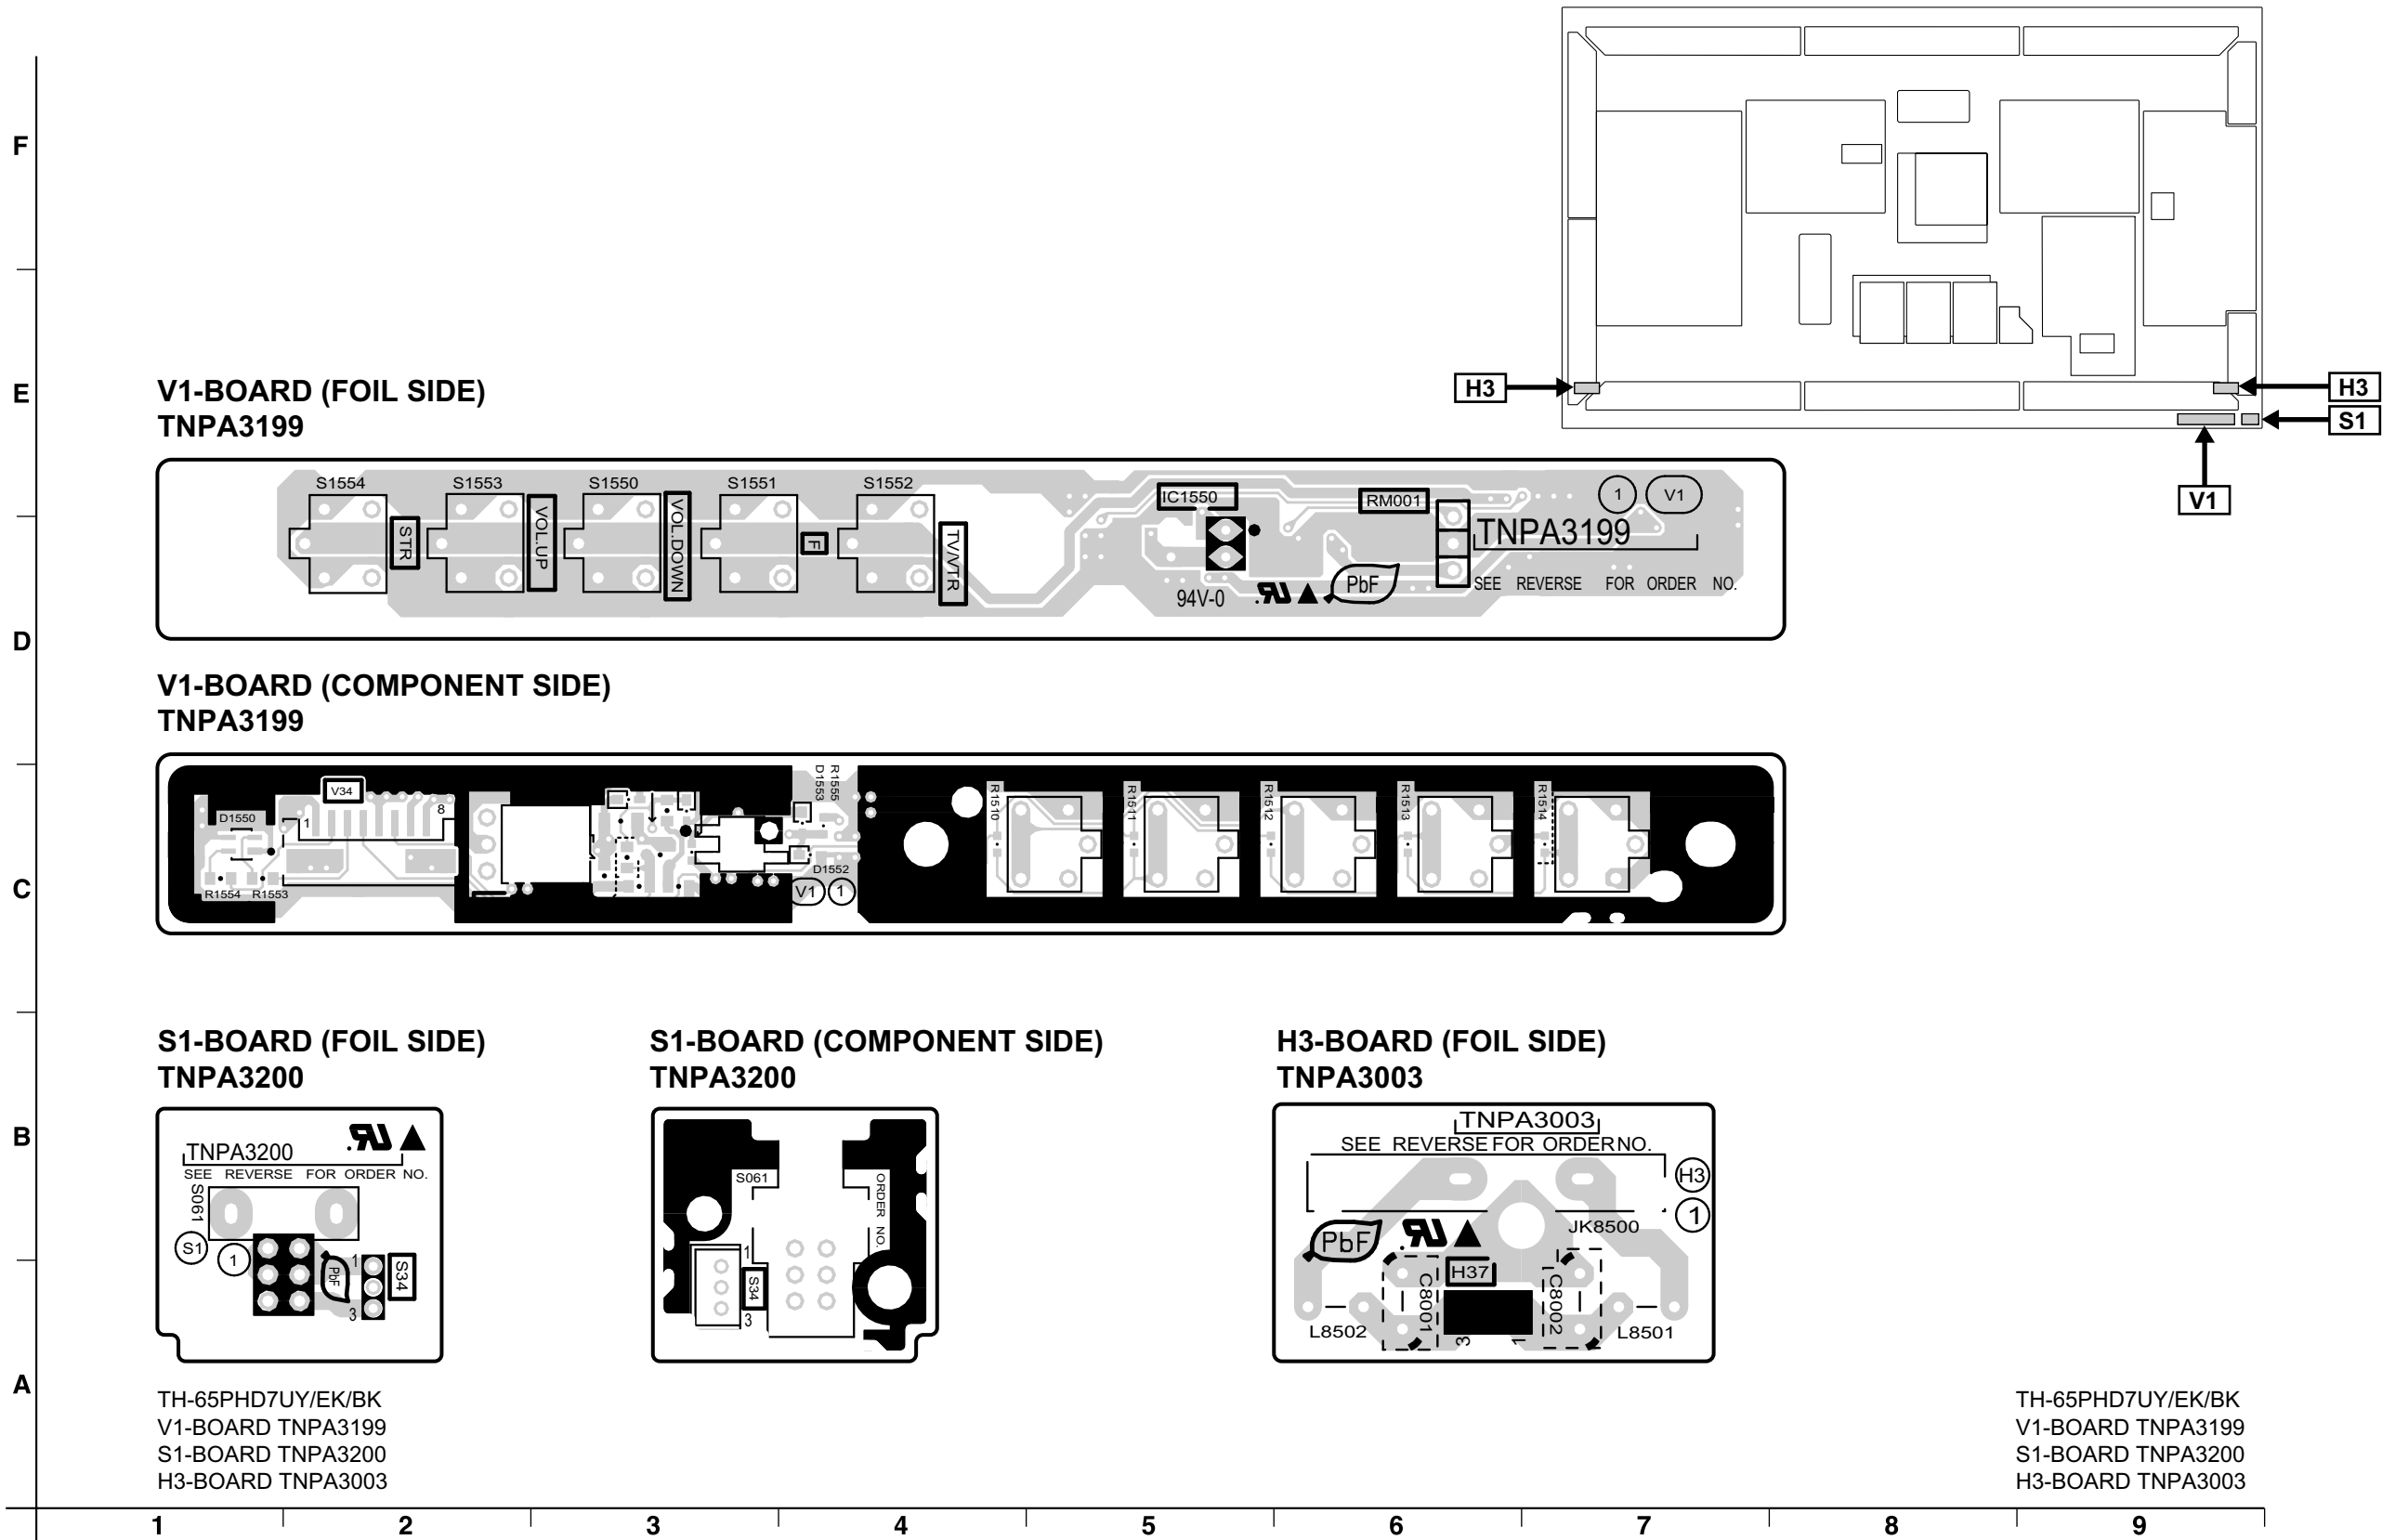 F
E
D
C
B
A
H3
H3
S1
V1
V1-BOARD (FOIL SIDE)
TNPA3199
S1554
S1553
S1550
S1551
S1552
IC1550
RM001
1
V1
STR
VOL.UP
VOL.DOWN
F
TV/VTR
TNPA3199
94V-0
PbF
SEE REVERSE FOR ORDER NO.
V1-BOARD (COMPONENT SIDE)
TNPA3199
V34
1
8
D1550
R1554
R1553
D1553
R1555
D1552
V1
1
R1510
R1511
R1512
R1513
R1514
S1-BOARD (FOIL SIDE)
TNPA3200
TNPA3200
SEE REVERSE FOR ORDER NO.
S061
S1
1
PbF
1
3
S34
S1-BOARD (COMPONENT SIDE)
TNPA3200
S061
ORDER NO.
1
S34
3
H3-BOARD (FOIL SIDE)
TNPA3003
TNPA3003
SEE REVERSE FOR ORDER NO.
H3
1
JK8500
PbF
H37
C8001
C8002
L8502
3
1
L8501
TH-65PHD7UY/EK/BK
V1-BOARD TNPA3199
S1-BOARD TNPA3200
H3-BOARD TNPA3003
TH-65PHD7UY/EK/BK
V1-BOARD TNPA3199
S1-BOARD TNPA3200
H3-BOARD TNPA3003
1 2 3 4 5 6 7 8 9